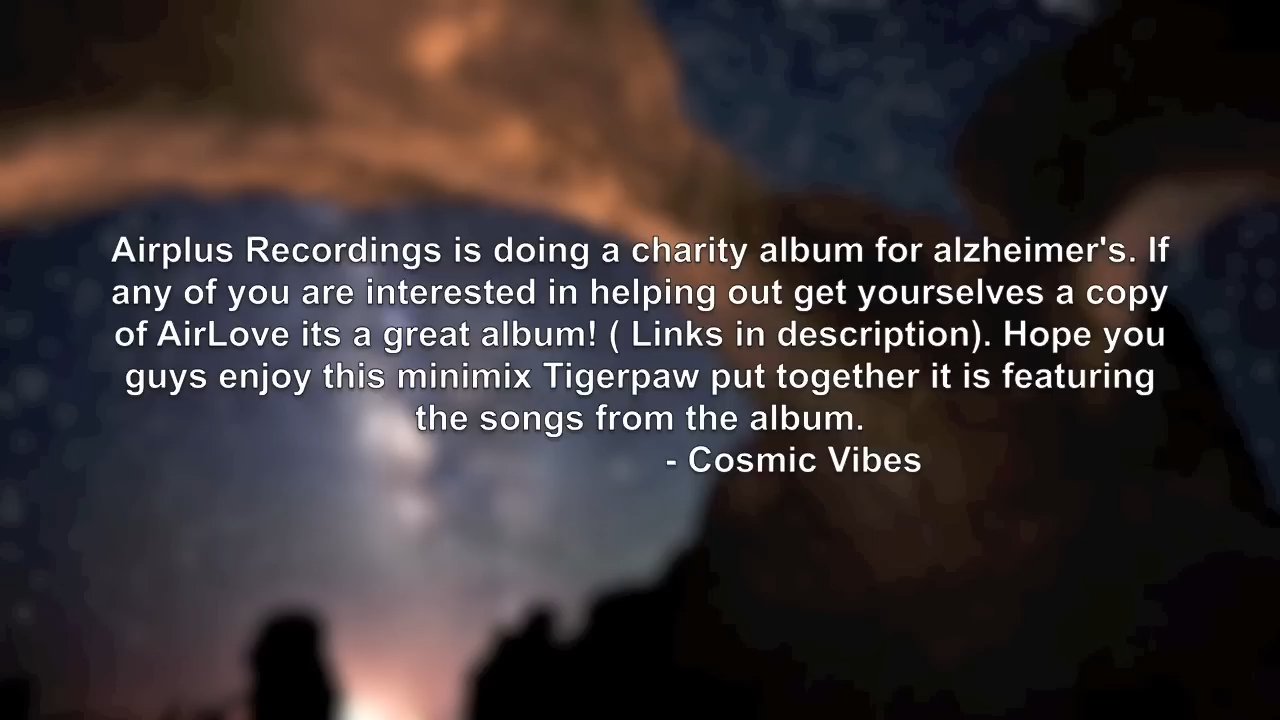 Airplus Recordings is doing a charity album for alzheimer's. If
any of you are interested in helping out get yourselves a copy
of AirLove its a great album! ( Links in description). Hope you
guys enjoy this minimix Tigerpaw put together it is featuring
the songs from the album.
- Cosmic Vibes